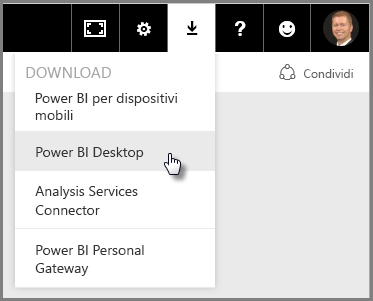 DOWNLOAD
Condividi
Power BI per dispositivi
mobili
Power BI Desktop
Analysis Services
Connector
Power BI Personal
Gateway